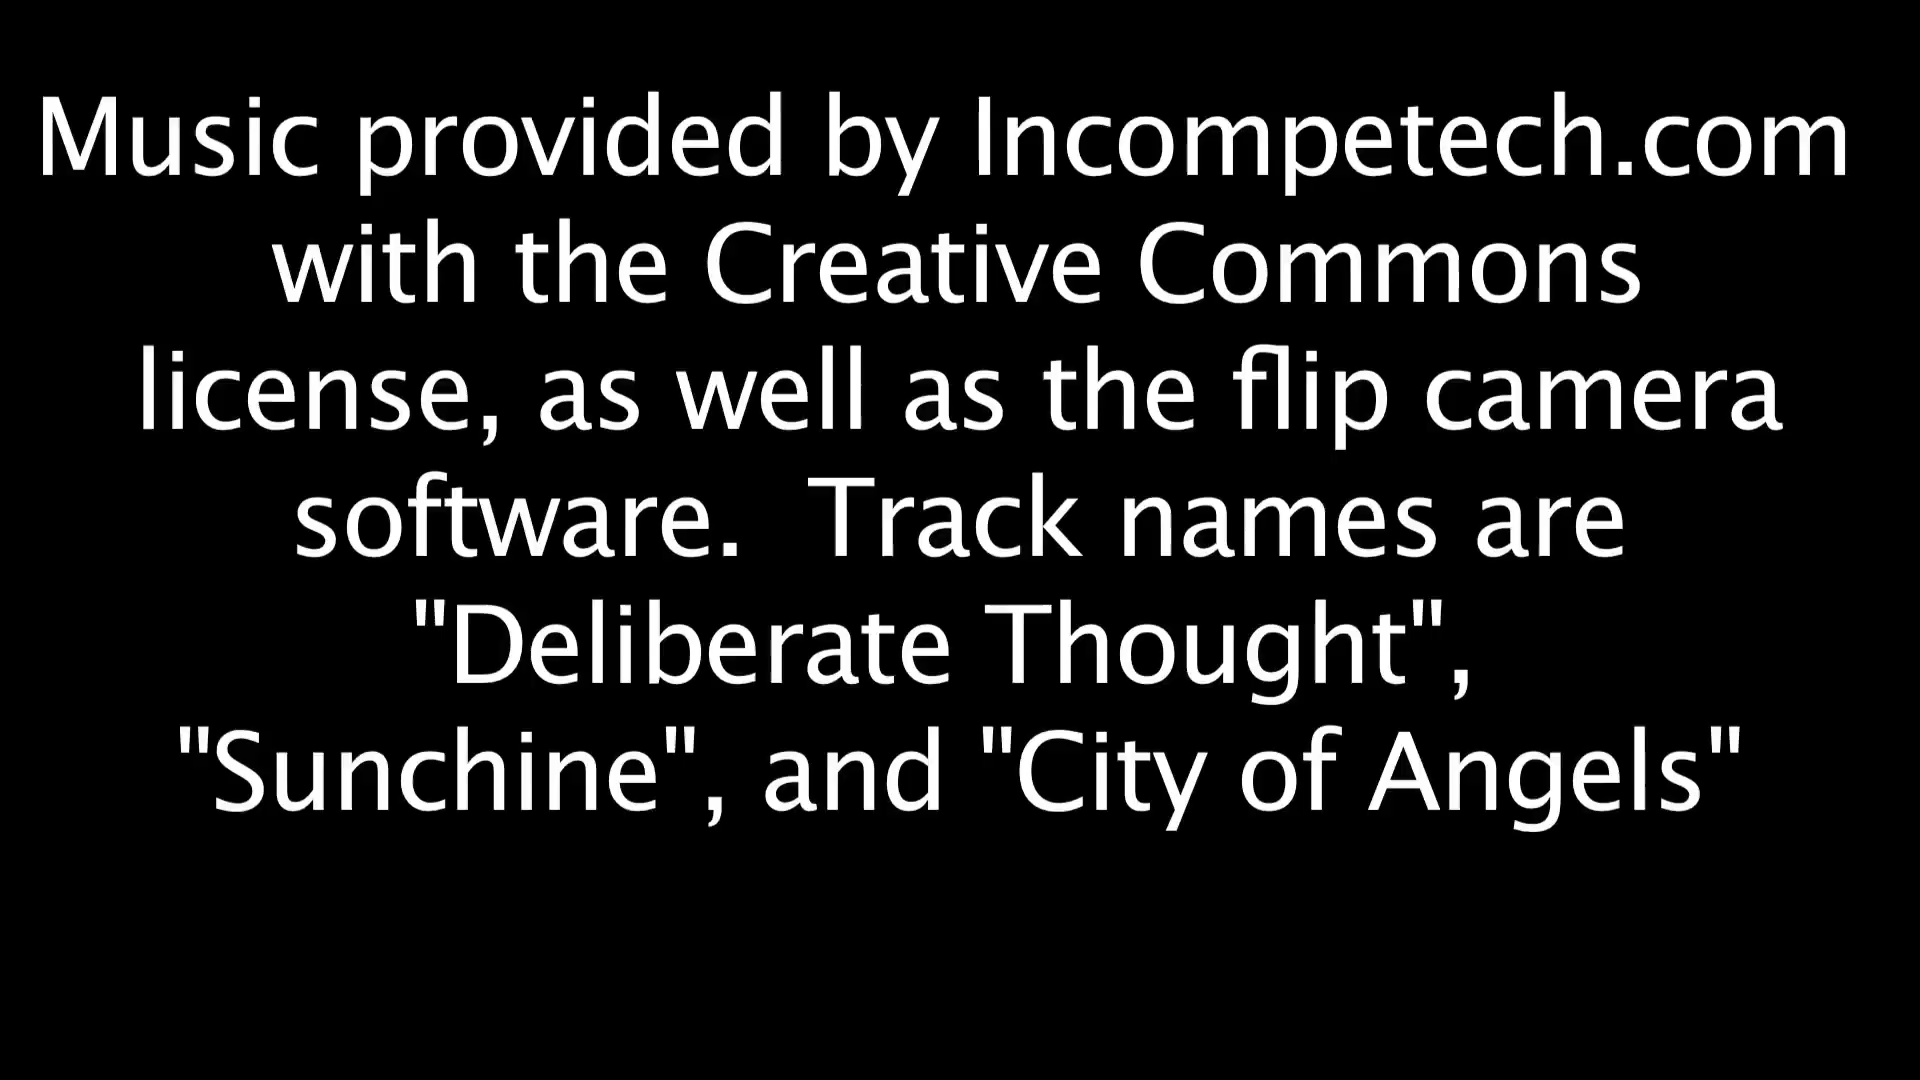 Music provided by Incompetech.com
with the Creative Commons
license, as well as the flip camera
software.  Track names are
"Deliberate Thought",
"Sunchine", and "City of Angels"